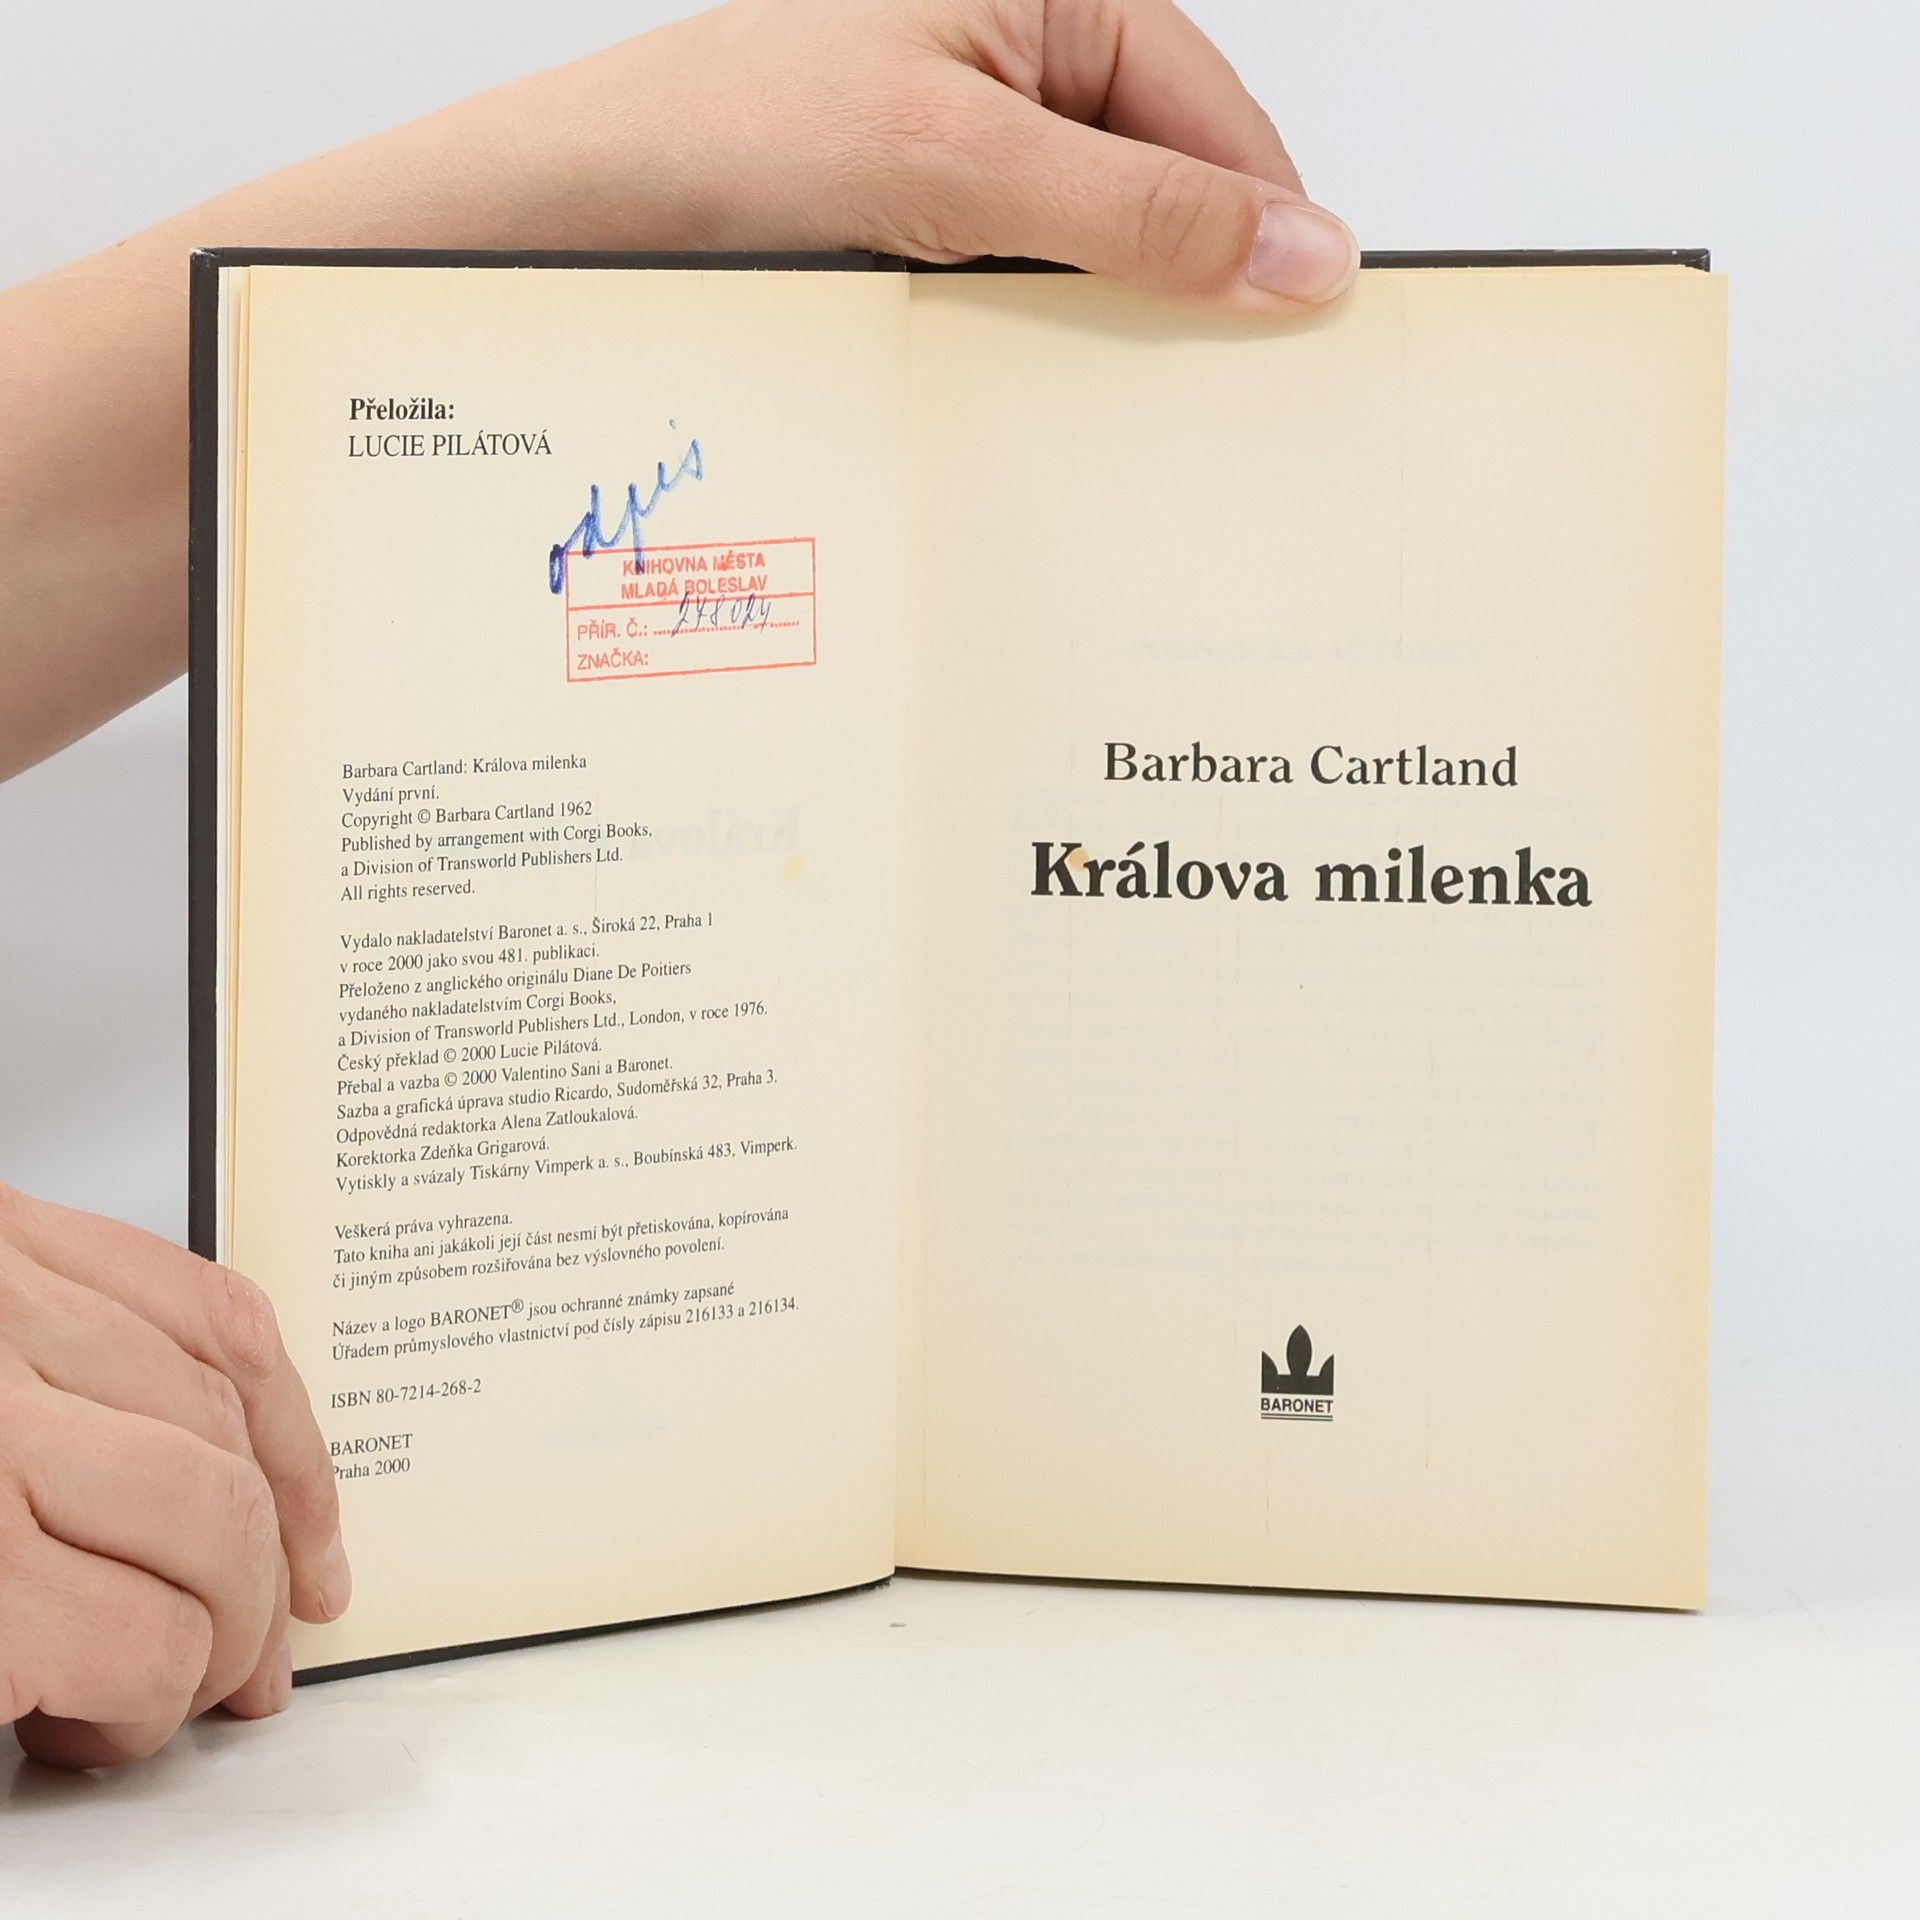 Přeložila:
LUCIE PILÁTOVÁ
odpis
KNIHOVNA MĚSTA
MLADÁ BOLESLAV
PŘÍR. Č.: 278024
ZNAČKA:
Barbara Cartland: Králova milenka
Vydání první.
Copyright © Barbara Cartland 1962
Published by arrangement with Corgi Books,
a Division of Transworld Publishers Ltd.
All rights reserved.
Vydalo nakladatelství Baronet a. s., Široká 22, Praha 1
v roce 2000 jako svou 481. publikaci.
Přeloženo z anglického originálu Diane De Poitiers
vydaného nakladatelstvím Corgi Books,
a Division of Transworld Publishers Ltd., London, v roce 1976.
Český překlad © 2000 Lucie Pilátová.
Přebal a vazba © 2000 Valentino Sani a Baronet.
Sazba a grafická úprava studio Ricardo, Sudoměřská 32, Praha 3.
Odpovědná redaktorka Alena Zatloukalová.
Korektorka Zdeňka Grigarová.
Vytiskly a svázaly Tiskárny Vimperk a. s., Boubínská 483, Vimperk.
Veškerá práva vyhrazena.
Tato kniha ani jakákoli její část nesmí být přetiskována, kopírována
či jiným způsobem rozšiřována bez výslovného povolení.
Název a logo BARONET® jsou ochranné známky zapsané
Úřadem průmyslového vlastnictví pod čísly zápisu 216133 a 216134.
ISBN 80-7214-268-2
BARONET
Praha 2000
Barbara Cartland
Králova milenka
BARONET